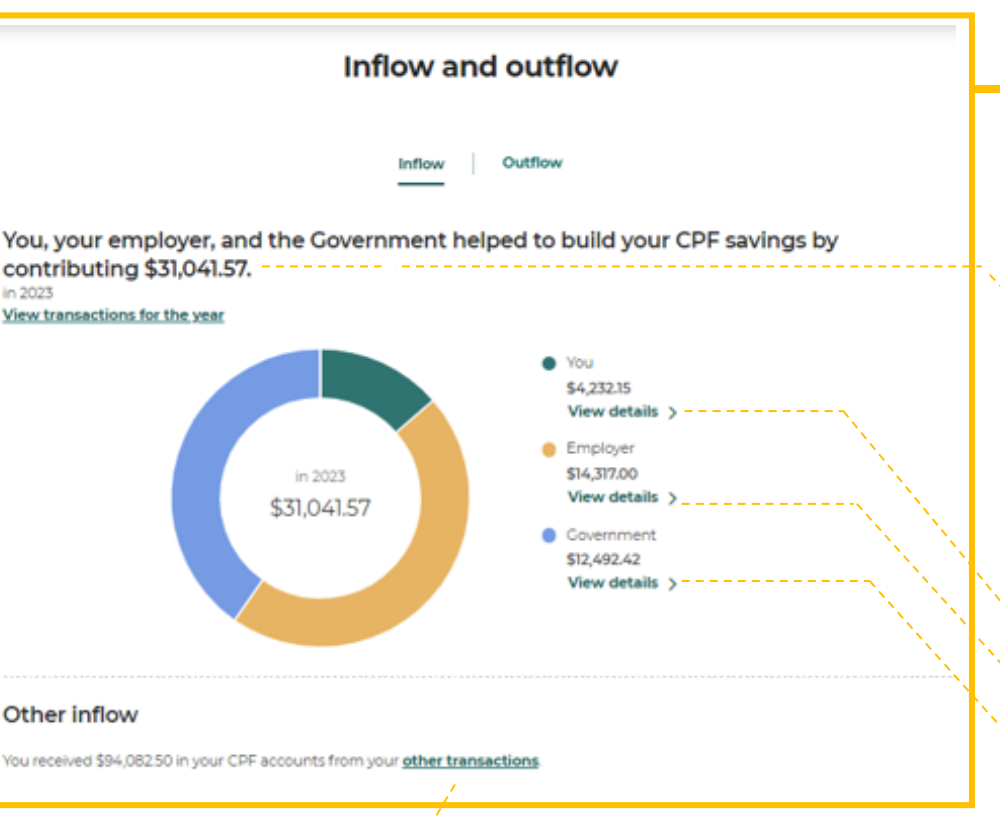 Inflow and outflow
Inflow
Outflow
You, your employer, and the Government helped to build your CPF savings by
contributing $31,041.57.
in 2023
View transactions for the year
You
$4,232.15
View details >
Employer
$14,317.00
View details >
Government
$12,492.42
View details >
in 2023
$31,041.57
Other inflow
You received $94,082.50 in your CPF accounts from your other transactions